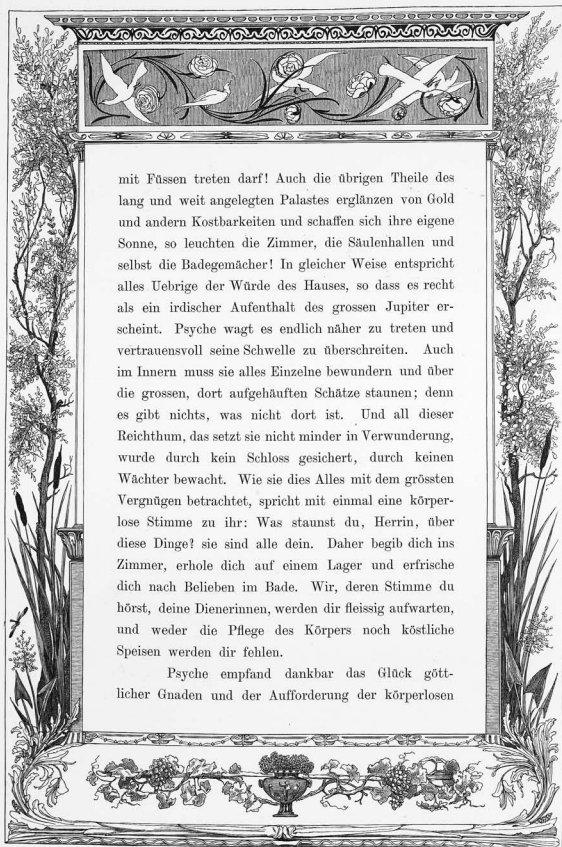 mit Füssen treten darf! Auch die übrigen Theile des
lang und weit angelegten Palastes erglänzen von Gold
und andern Kostbarkeiten und schaffen sich ihre eigene
Sonne, so leuchten die Zimmer, die Säulenhallen und
selbst die Badegemächer! In gleicher Weise entspricht
alles Uebrige der Würde des Hauses, so dass es recht
als ein irdischer Aufenthalt des grossen Jupiter er-
scheint. Psyche wagt es endlich näher zu treten und
vertrauensvoll seine Schwelle zu überschreiten. Auch
im Innern muss sie alles Einzelne bewundern und über
die grossen, dort aufgehäuften Schätze staunen; denn
es gibt nichts, was nicht dort ist. Und all dieser
Reichthum, das setzt sie nicht minder in Verwunderung,
wurde durch kein Schloss gesichert, durch keinen
Wächter bewacht. Wie sie dies Alles mit dem grössten
Vergnügen betrachtet, spricht mit einmal eine körper-
lose Stimme zu ihr: Was staunst du, Herrin, über
diese Dinge? sie sind alle dein. Daher begib dich ins
Zimmer, erhole dich auf einem Lager und erfrische
dich nach Belieben im Bade. Wir, deren Stimme du
hörst, deine Dienerinnen, werden dir fleissig aufwarten,
und weder die Pflege des Körpers noch köstliche
Speisen werden dir fehlen.
Psyche empfand dankbar das Glück gött-
licher Gnaden und der Aufforderung der körperlosen